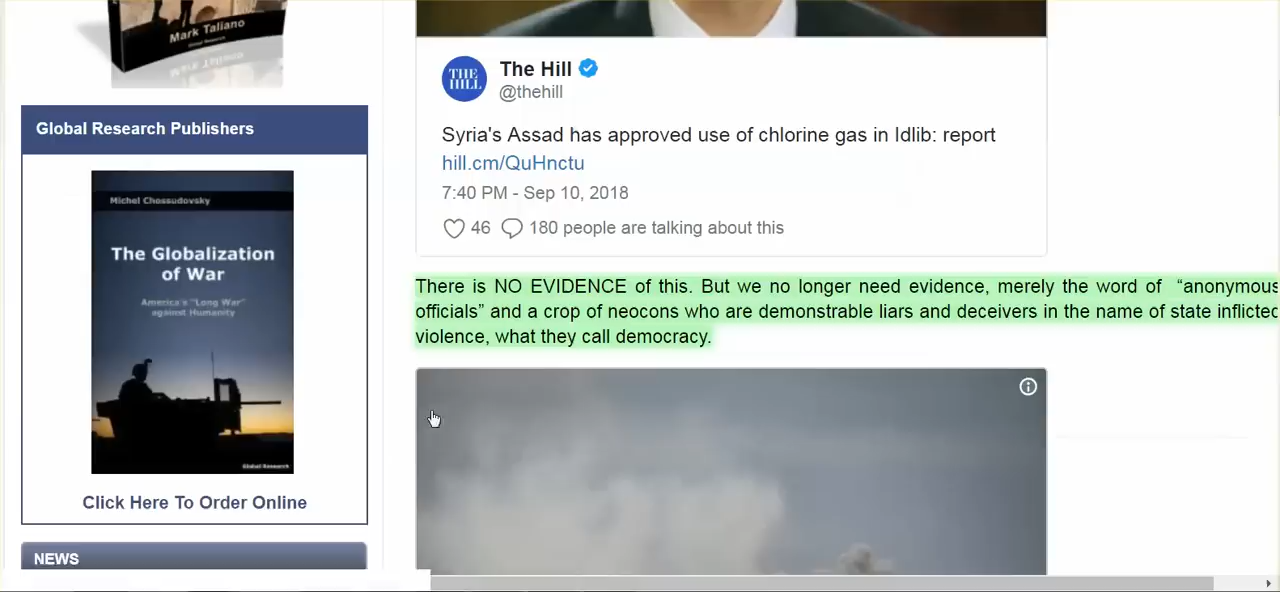 Mark Taliano
Global Research Publishers
Michel Chossudovsky
The Globalization
of War
America's "Long War"
against Humanity
Global Research
Click Here To Order Online
NEWS
THE
HILL
The Hill
@thehill
Syria's Assad has approved use of chlorine gas in Idlib: report
hill.cm/QuHnctu
7:40 PM - Sep 10, 2018
46 180 people are talking about this
There is NO EVIDENCE of this. But we no longer need evidence, merely the word of “anonymous
officials” and a crop of neocons who are demonstrable liars and deceivers in the name of state inflicted
violence, what they call democracy.